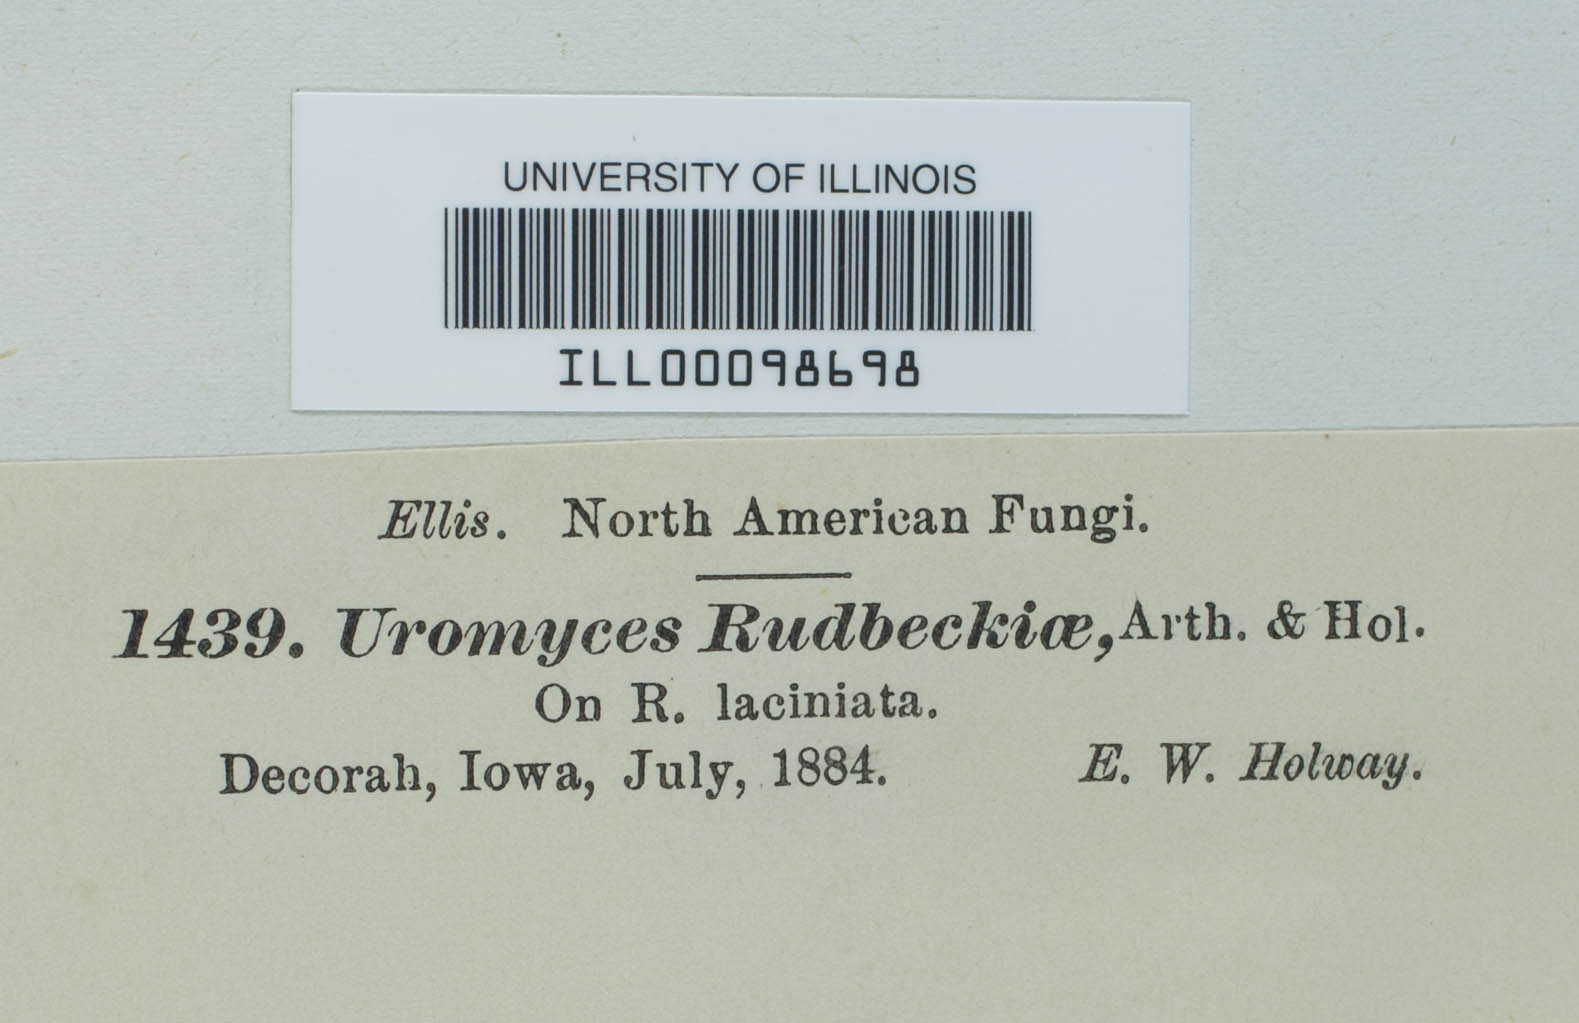 UNIVERSITY OF ILLINOIS
ILL00098698
Ellis. North American Fungi.
1439. Uromyces Rudbeckiæ, Arth. & Hol.
On R. laciniata.
Decorah, Iowa, July, 1884. E. W. Holway.